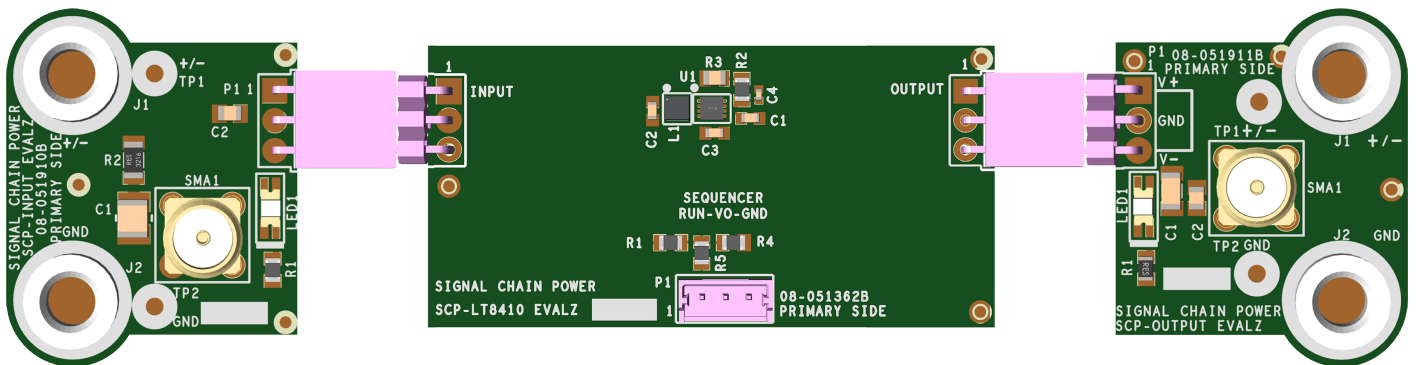 +/-
TP1
J1
P1 1
C2
+/-
R2
RES
3216
SMA1
C1
LED1
SIGNAL CHAIN POWER
SCP-INPUT EVALZ
08-051910B
PRIMARY SIDE
GND
J2
R1
TP2
GND
1
INPUT
R3
R2
U1
C4
C2
L1
C1
C3
SEQUENCER
RUN-VO-GND
R1
R4
R5
P1
SIGNAL CHAIN POWER
SCP-LT8410 EVALZ
1
08-051362B
PRIMARY SIDE
1
OUTPUT
P1
08-051911B
1 PRIMARY SIDE
V+
GND
V-
TP1+/-
J1
+/-
SMA1
LED1
C1
C2
TP2 GND
J2
GND
R1
RES
SIGNAL CHAIN POWER
SCP-OUTPUT EVALZ